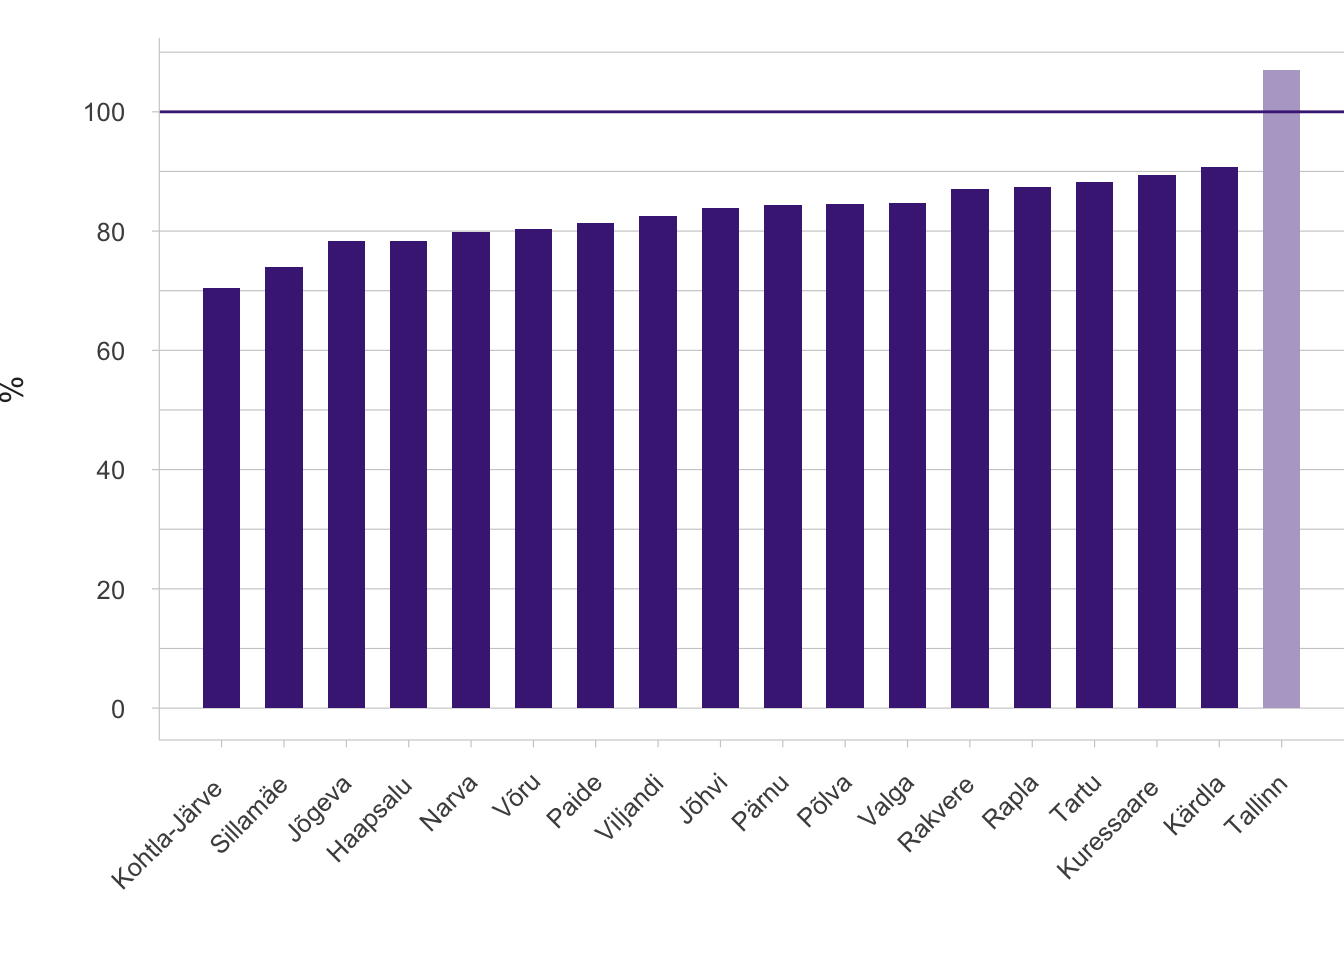 %
100
80
60
40
20
0
Kohtla-Järve
Sillamäe
Jõgeva
Haapsalu
Narva
Võru
Paide
Viljandi
Jõhvi
Pärnu
Põlva
Valga
Rakvere
Rapla
Tartu
Kuressaare
Kärdla
Tallinn